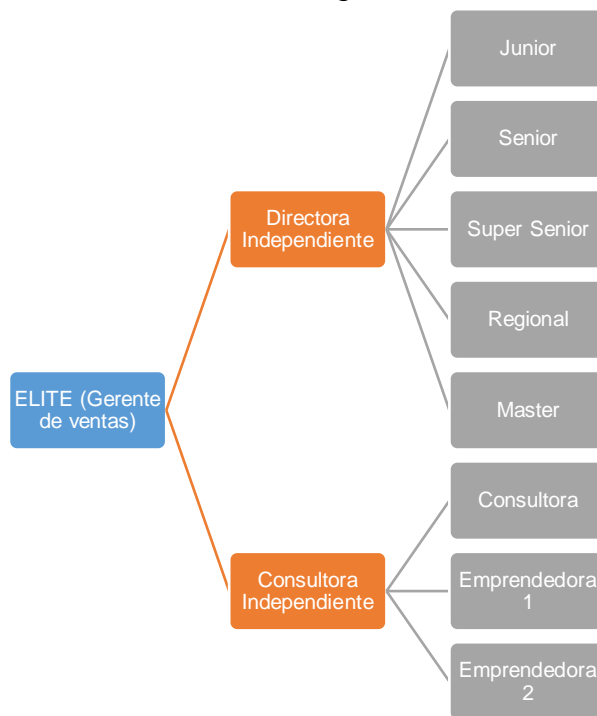 Junior
Senior
Directora
Independiente
Super Senior
Regional
ELITE (Gerente
de ventas)
Master
Consultora
Consultora
Independiente
Emprendedora
1
Emprendedora
2